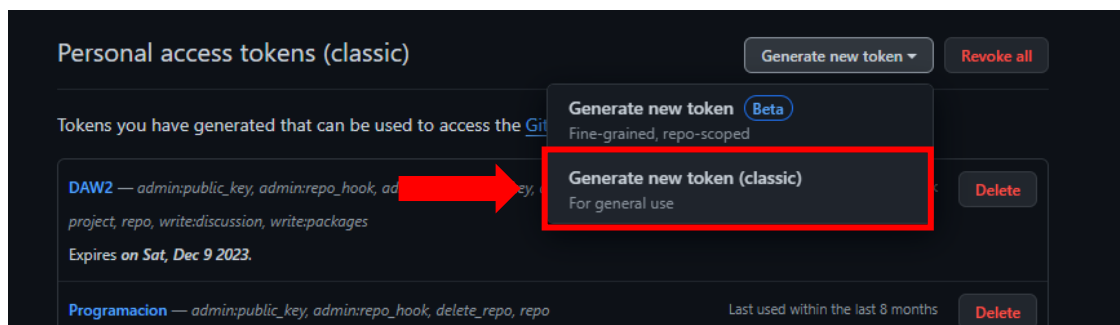 Personal access tokens (classic)
Generate new token
Revoke all
Tokens you have generated that can be used to access the Git
Generate new token Beta
Fine-grained, repo-scoped
Generate new token (classic)
For general use
DAW2 — admin:public_key, admin:repo_hook,
project, repo, write:discussion, write:packages
Expires on Sat, Dec 9 2023.
Delete
Programacion — admin:public_key, admin:repo_hook, delete_repo, repo
Last used within the last 8 months
Delete